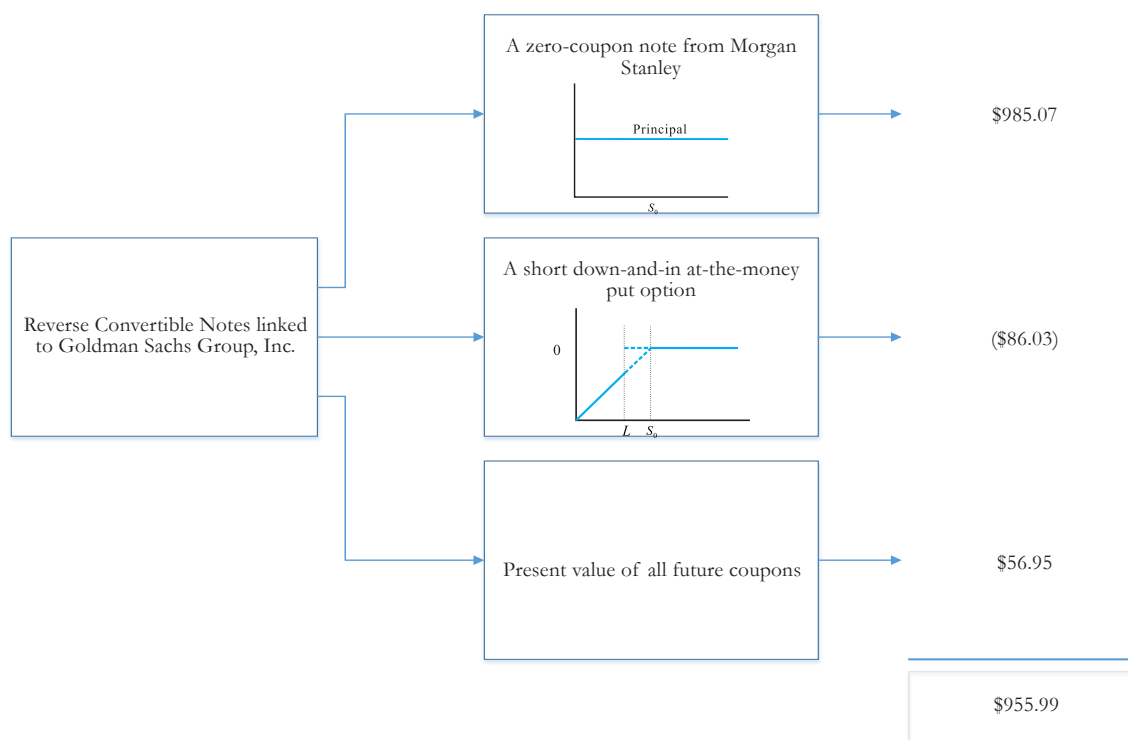 A zero-coupon note from Morgan
Stanley
Principal
S₀
$985.07
Reverse Convertible Notes linked
to Goldman Sachs Group, Inc.
A short down-and-in at-the-money
put option
0
L S₀
($86.03)
Present value of all future coupons
$56.95
$955.99